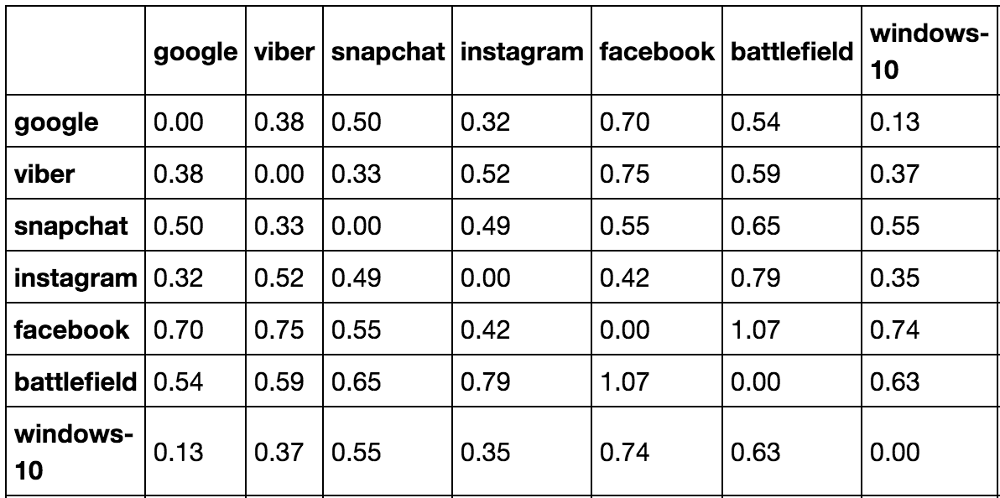 google viber snapchat instagram facebook battlefield windows-
10
google 0.00 0.38 0.50 0.32 0.70 0.54 0.13
viber 0.38 0.00 0.33 0.52 0.75 0.59 0.37
snapchat 0.50 0.33 0.00 0.49 0.55 0.65 0.55
instagram 0.32 0.52 0.49 0.00 0.42 0.79 0.35
facebook 0.70 0.75 0.55 0.42 0.00 1.07 0.74
battlefield 0.54 0.59 0.65 0.79 1.07 0.00 0.63
windows-
10 0.13 0.37 0.55 0.35 0.74 0.63 0.00